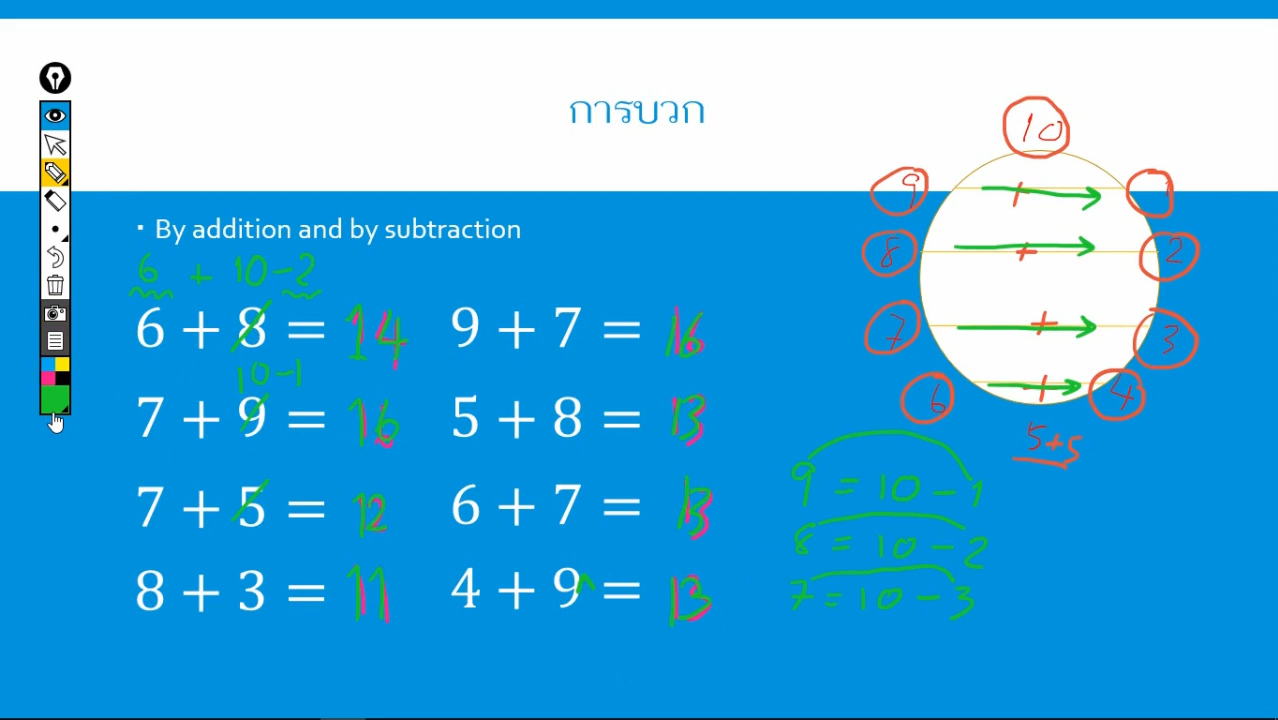 การบวก
▪ By addition and by subtraction
6 + 10 - 2
6 + 8 = 14
10 - 1
7 + 9 = 16
7 + 5 = 12
8 + 3 = 11
9 + 7 = 16
5 + 8 = 13
6 + 7 = 13
4 + 9 = 13
10
9 + 1
8 + 2
7 + 3
6 + 4
5+5
9 = 10 - 1
8 = 10 - 2
7 = 10 - 3